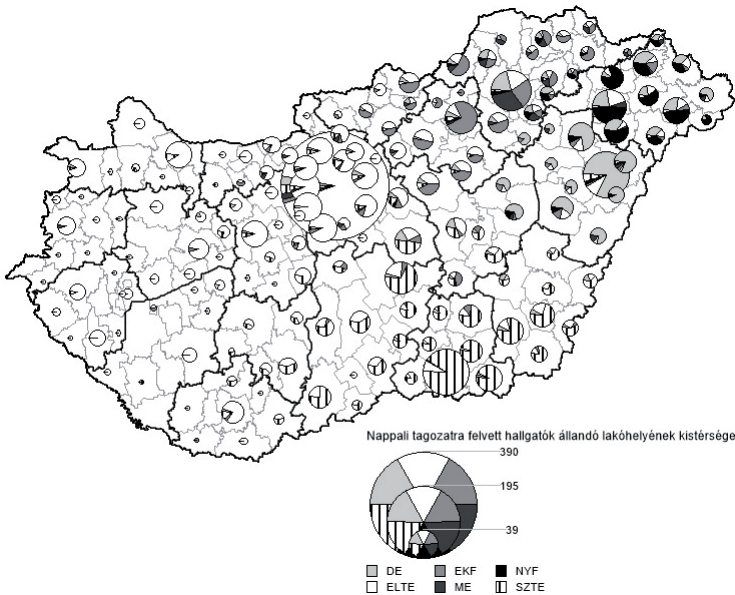 Nappali tagozatra felvett hallgatók állandó lakóhelyének kistérsége
390
195
39
DE EKF NYF
ELTE ME SZTE